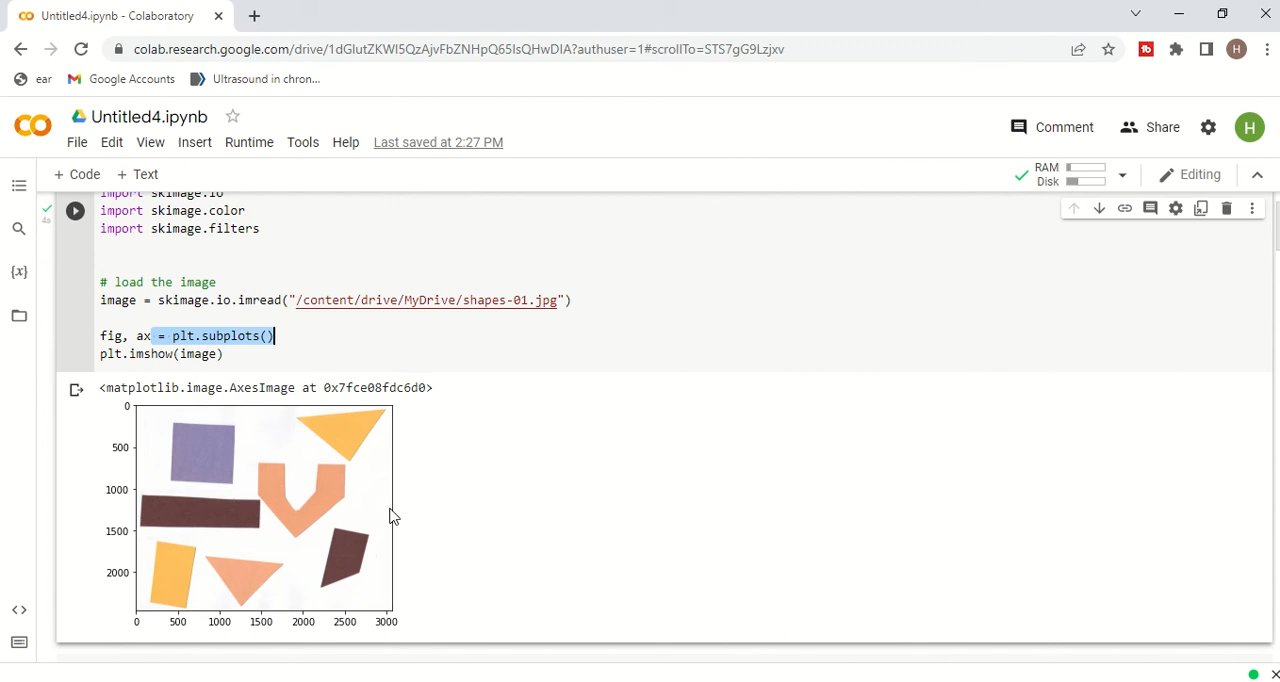 Untitled4.ipynb - Colaboratory
colab.research.google.com/drive/1dGlutZKWI5QzAjvFbZNHpQ65IsQHwDIA?authuser=1#scrollTo=STS7gG9Lzjxv
ear Google Accounts Ultrasound in chron...
Untitled4.ipynb
File Edit View Insert Runtime Tools Help Last saved at 2:27 PM
Comment Share H
+ Code + Text
RAM
Disk
Editing
import skimage.io
4s
import skimage.color
import skimage.filters
# load the image
image = skimage.io.imread("/content/drive/MyDrive/shapes-01.jpg")
fig, ax = plt.subplots()
plt.imshow(image)
<matplotlib.image.AxesImage at 0x7fce08fdc6d0>
0
500
1000
1500
2000
0 500 1000 1500 2000 2500 3000